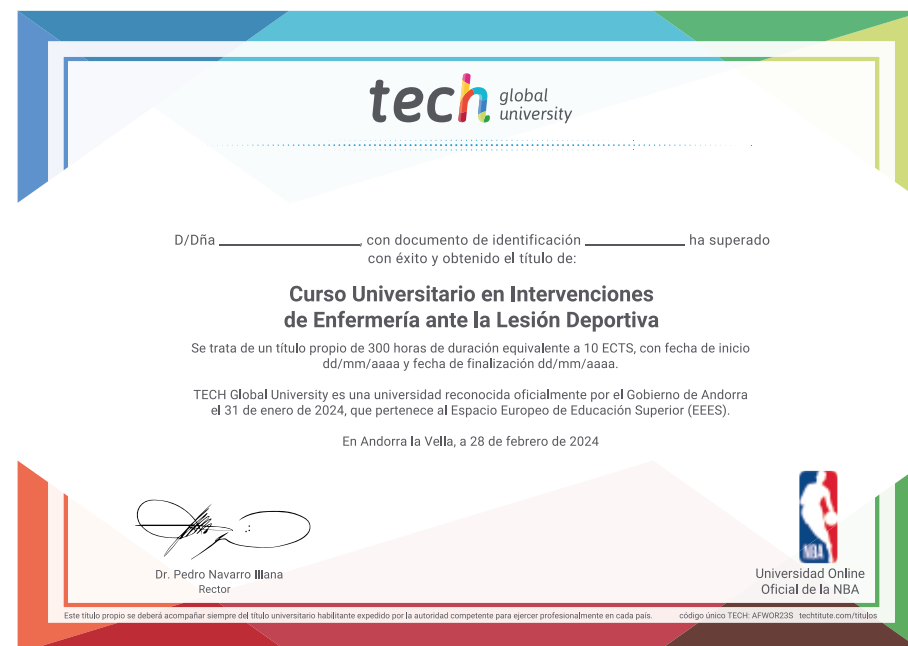 tech global
university
D/Dña ______________, con documento de identificación __________ ha superado
con éxito y obtenido el título de:
Curso Universitario en Intervenciones
de Enfermería ante la Lesión Deportiva
Se trata de un título propio de 300 horas de duración equivalente a 10 ECTS, con fecha de inicio
dd/mm/aaaa y fecha de finalización dd/mm/aaaa.
TECH Global University es una universidad reconocida oficialmente por el Gobierno de Andorra
el 31 de enero de 2024, que pertenece al Espacio Europeo de Educación Superior (EEES).
En Andorra la Vella, a 28 de febrero de 2024
Dr. Pedro Navarro Illana
Rector
NBA
Universidad Online
Oficial de la NBA
Este título propio se deberá acompañar siempre del título universitario habilitante expedido por la autoridad competente para ejercer profesionalmente en cada país. código único TECH: AFWOR23S techtitute.com/titulos